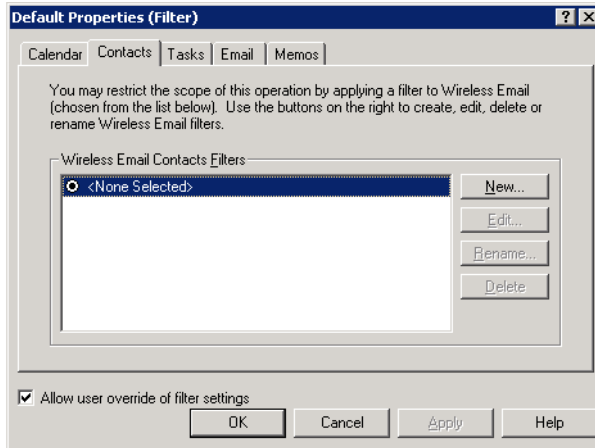 Default Properties (Filter)
Calendar Contacts Tasks Email Memos
You may restrict the scope of this operation by applying a filter to Wireless Email
(chosen from the list below). Use the buttons on the right to create, edit, delete or
rename Wireless Email filters.
Wireless Email Contacts Filters
<None Selected>
New...
Edit...
Rename...
Delete
Allow user override of filter settings
OK Cancel Apply Help